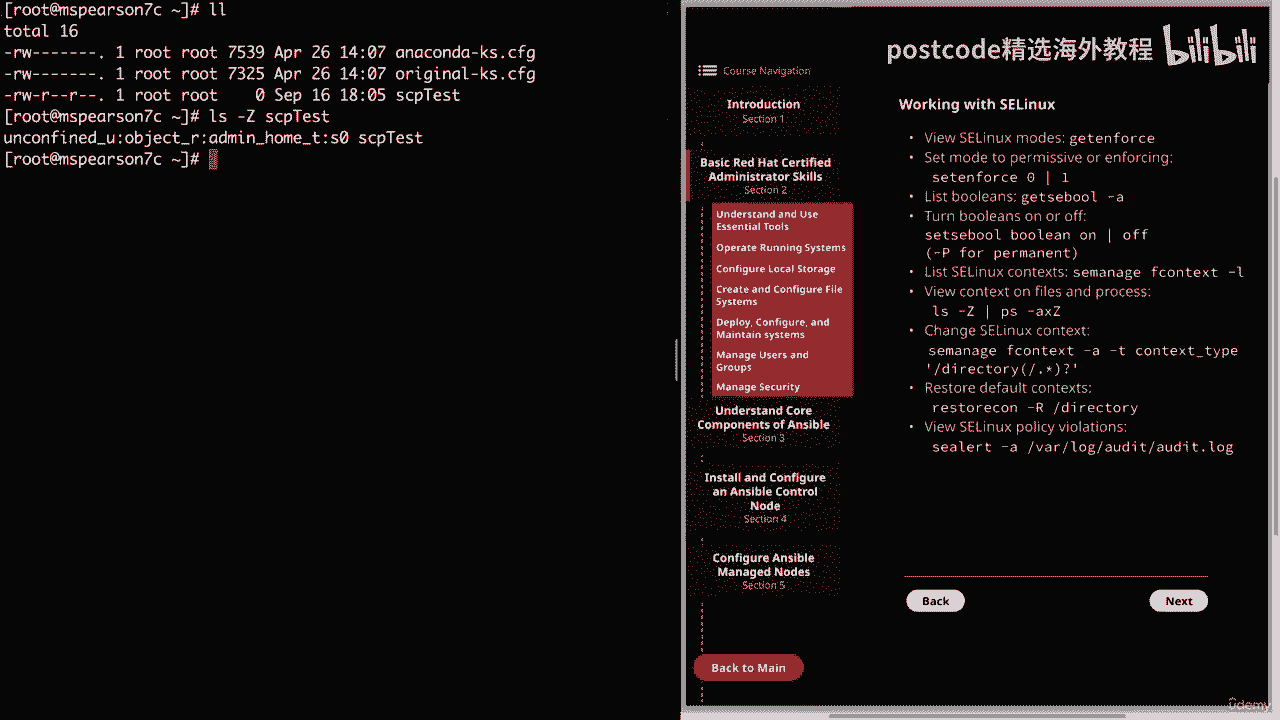 [root@mspearson7c ~]# ll
total 16
-rw-------. 1 root root 7539 Apr 26 14:07 anaconda-ks.cfg
-rw-------. 1 root root 7325 Apr 26 14:07 original-ks.cfg
-rw-r--r--. 1 root root    0 Sep 16 18:05 scpTest
[root@mspearson7c ~]# ls -Z scpTest
unconfined_u:object_r:admin_home_t:s0 scpTest
[root@mspearson7c ~]#
postcode精选海外教程 bilibili
Course Navigation
Introduction
Section 1
Basic Red Hat Certified
Administrator Skills
Section 2
Understand and Use
Essential Tools
Operate Running Systems
Configure Local Storage
Create and Configure File
Systems
Deploy, Configure, and
Maintain systems
Manage Users and
Groups
Manage Security
Understand Core
Components of Ansible
Section 3
Install and Configure
an Ansible Control
Node
Section 4
Configure Ansible
Managed Nodes
Section 5
Back to Main
Working with SELinux
• View SELinux modes: getenforce
• Set mode to permissive or enforcing:
setenforce 0 | 1
• List booleans: getsebool -a
• Turn booleans on or off:
setsebool boolean on | off
(-P for permanent)
• List SELinux contexts: semanage fcontext -l
• View context on files and process:
ls -Z | ps -axZ
• Change SELinux context:
semanage fcontext -a -t context_type
'/directory(/.*)?'
• Restore default contexts:
restorecon -R /directory
• View SELinux policy violations:
sealert -a /var/log/audit/audit.log
Back
Next
ûdemy